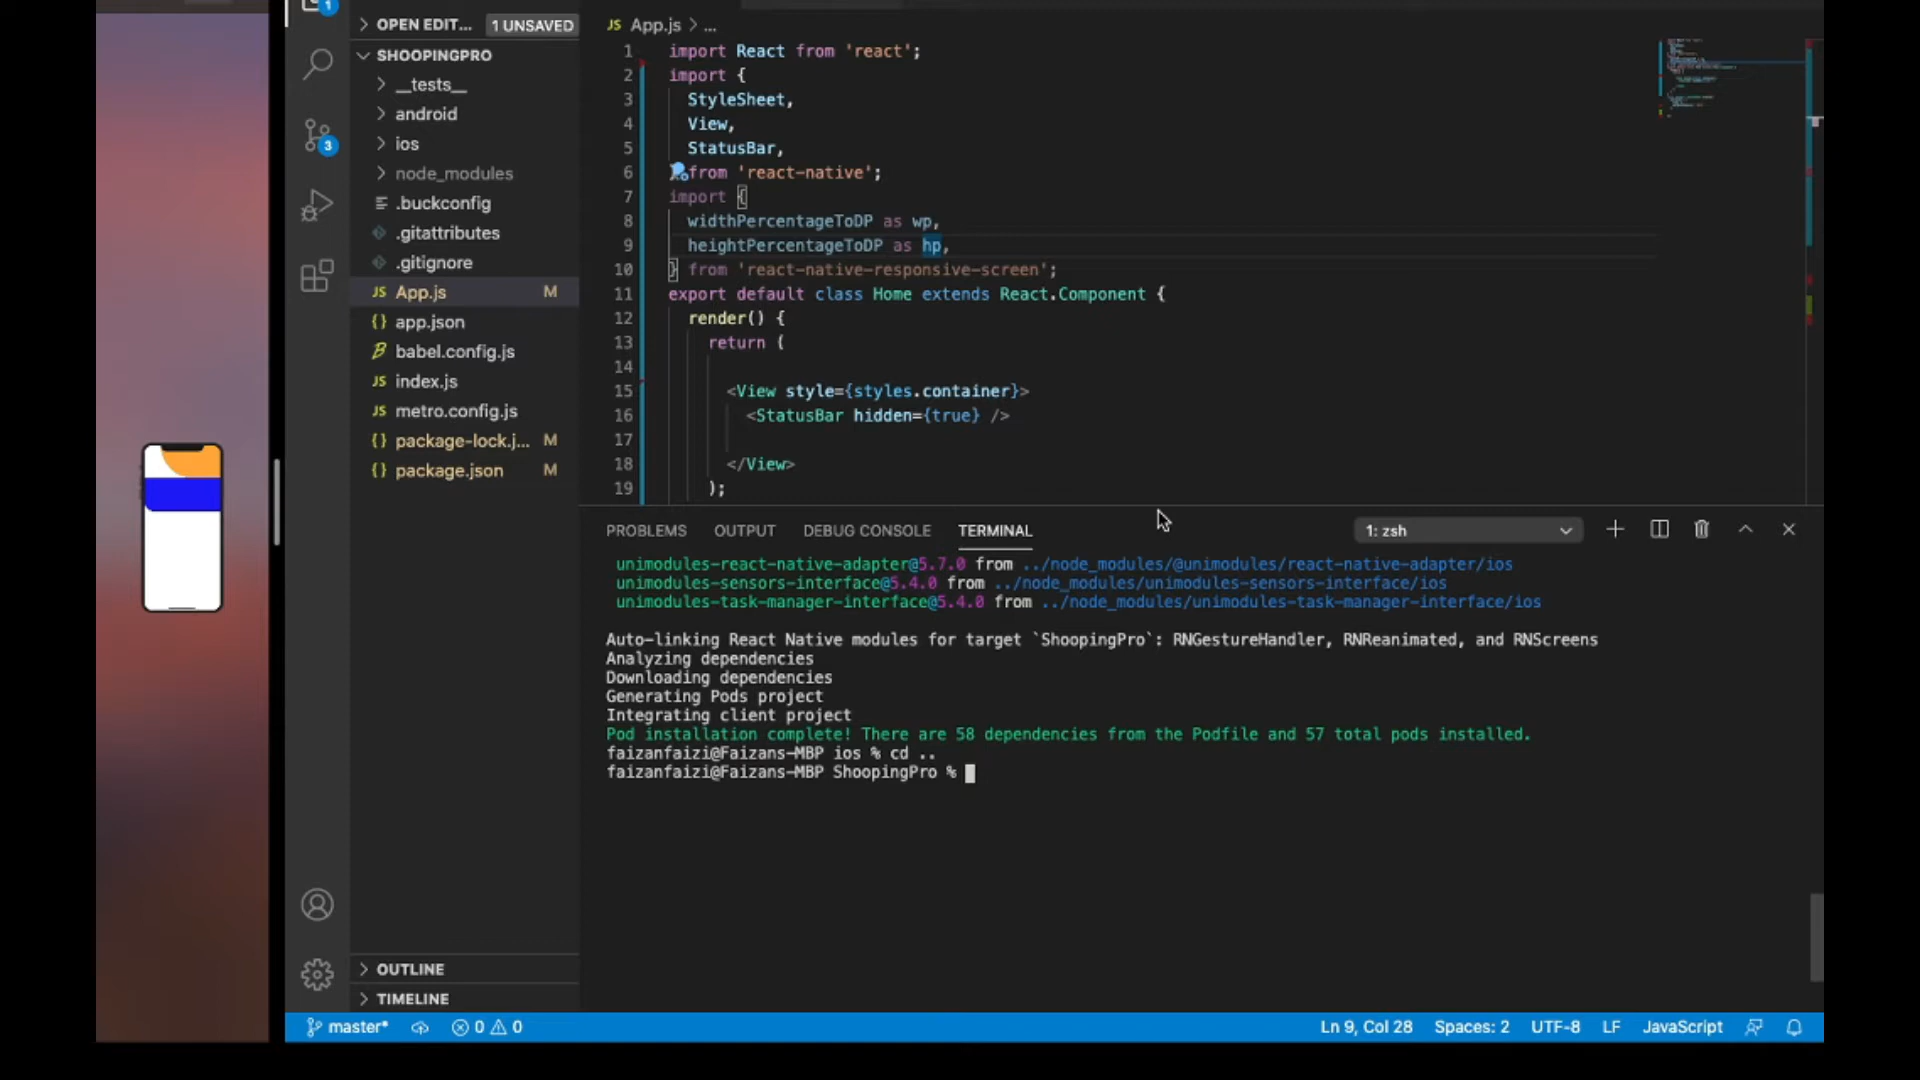 1
OPEN EDIT... 1 UNSAVED
SHOOPINGPRO
__tests__
android
ios
3
node_modules
.buckconfig
.gitattributes
.gitignore
JS App.js M
{} app.json
babel.config.js
JS index.js
JS metro.config.js
{} package-lock.j... M
{} package.json M
OUTLINE
TIMELINE
JS App.js > ...
1 import React from 'react';
2 import {
3 StyleSheet,
4 View,
5 StatusBar,
6 from 'react-native';
7 import {
8 widthPercentageToDP as wp,
9 heightPercentageToDP as hp,
10 } from 'react-native-responsive-screen';
11 export default class Home extends React.Component {
12 render() {
13 return (
14
15 <View style={styles.container}>
16 <StatusBar hidden={true} />
17
18 </View>
19 );
PROBLEMS OUTPUT DEBUG CONSOLE TERMINAL 1: zsh
unimodules-react-native-adapter@5.7.0 from ../node_modules/@unimodules/react-native-adapter/ios
unimodules-sensors-interface@5.4.0 from ../node_modules/unimodules-sensors-interface/ios
unimodules-task-manager-interface@5.4.0 from ../node_modules/unimodules-task-manager-interface/ios
Auto-linking React Native modules for target `ShoopingPro`: RNGestureHandler, RNReanimated, and RNScreens
Analyzing dependencies
Downloading dependencies
Generating Pods project
Integrating client project
Pod installation complete! There are 58 dependencies from the Podfile and 57 total pods installed.
faizanfaizi@Faizans-MBP ios % cd ..
faizanfaizi@Faizans-MBP ShoopingPro %
master* 0 0 Ln 9, Col 28 Spaces: 2 UTF-8 LF JavaScript